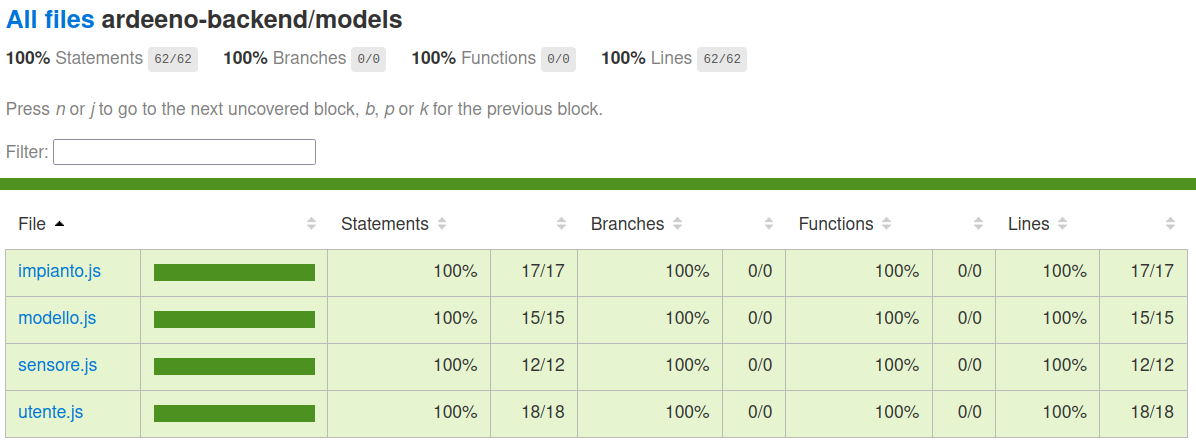 All files ardeeno-backend/models
100% Statements 62/62 100% Branches 0/0 100% Functions 0/0 100% Lines 62/62
Press n or j to go to the next uncovered block, b, p or k for the previous block.
Filter:
File Statements Branches Functions Lines
impianto.js 100% 17/17 100% 0/0 100% 0/0 100% 17/17
modello.js 100% 15/15 100% 0/0 100% 0/0 100% 15/15
sensore.js 100% 12/12 100% 0/0 100% 0/0 100% 12/12
utente.js 100% 18/18 100% 0/0 100% 0/0 100% 18/18